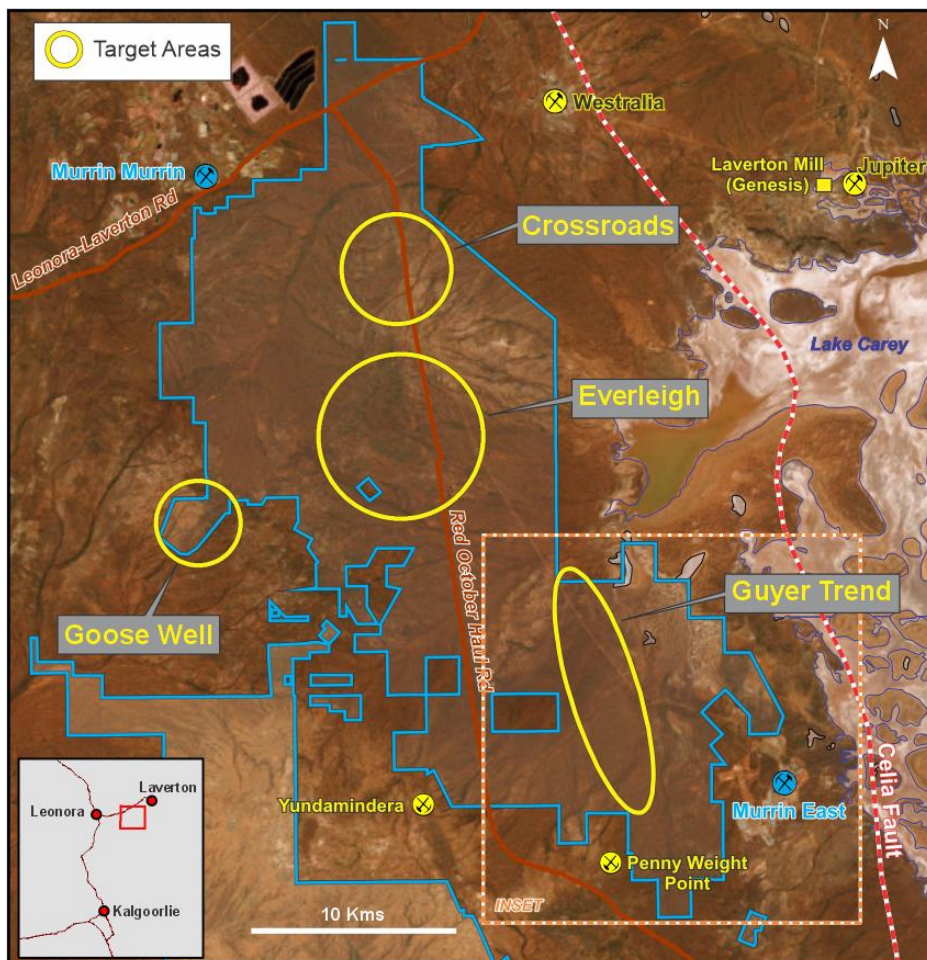 Target Areas
N
Westralia
Laverton Mill
(Genesis)
Jupiter
Murrin Murrin
Leonora-Laverton Rd
Crossroads
Lake Carey
Everleigh
Red October Haul Rd
Guyer Trend
Goose Well
Yundamindera
Murrin East
Celia Fault
Penny Weight
Point
INSET
10 Kms
Laverton
Leonora
Kalgoorlie